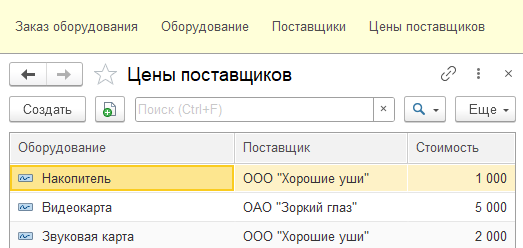 Заказ оборудования Оборудование Поставщики Цены поставщиков
Цены поставщиков
Создать Поиск (Ctrl+F) × Еще
Оборудование Поставщик Стоимость
Накопитель ООО "Хорошие уши" 1 000
Видеокарта ОАО "Зоркий глаз" 5 000
Звуковая карта ООО "Хорошие уши" 2 000